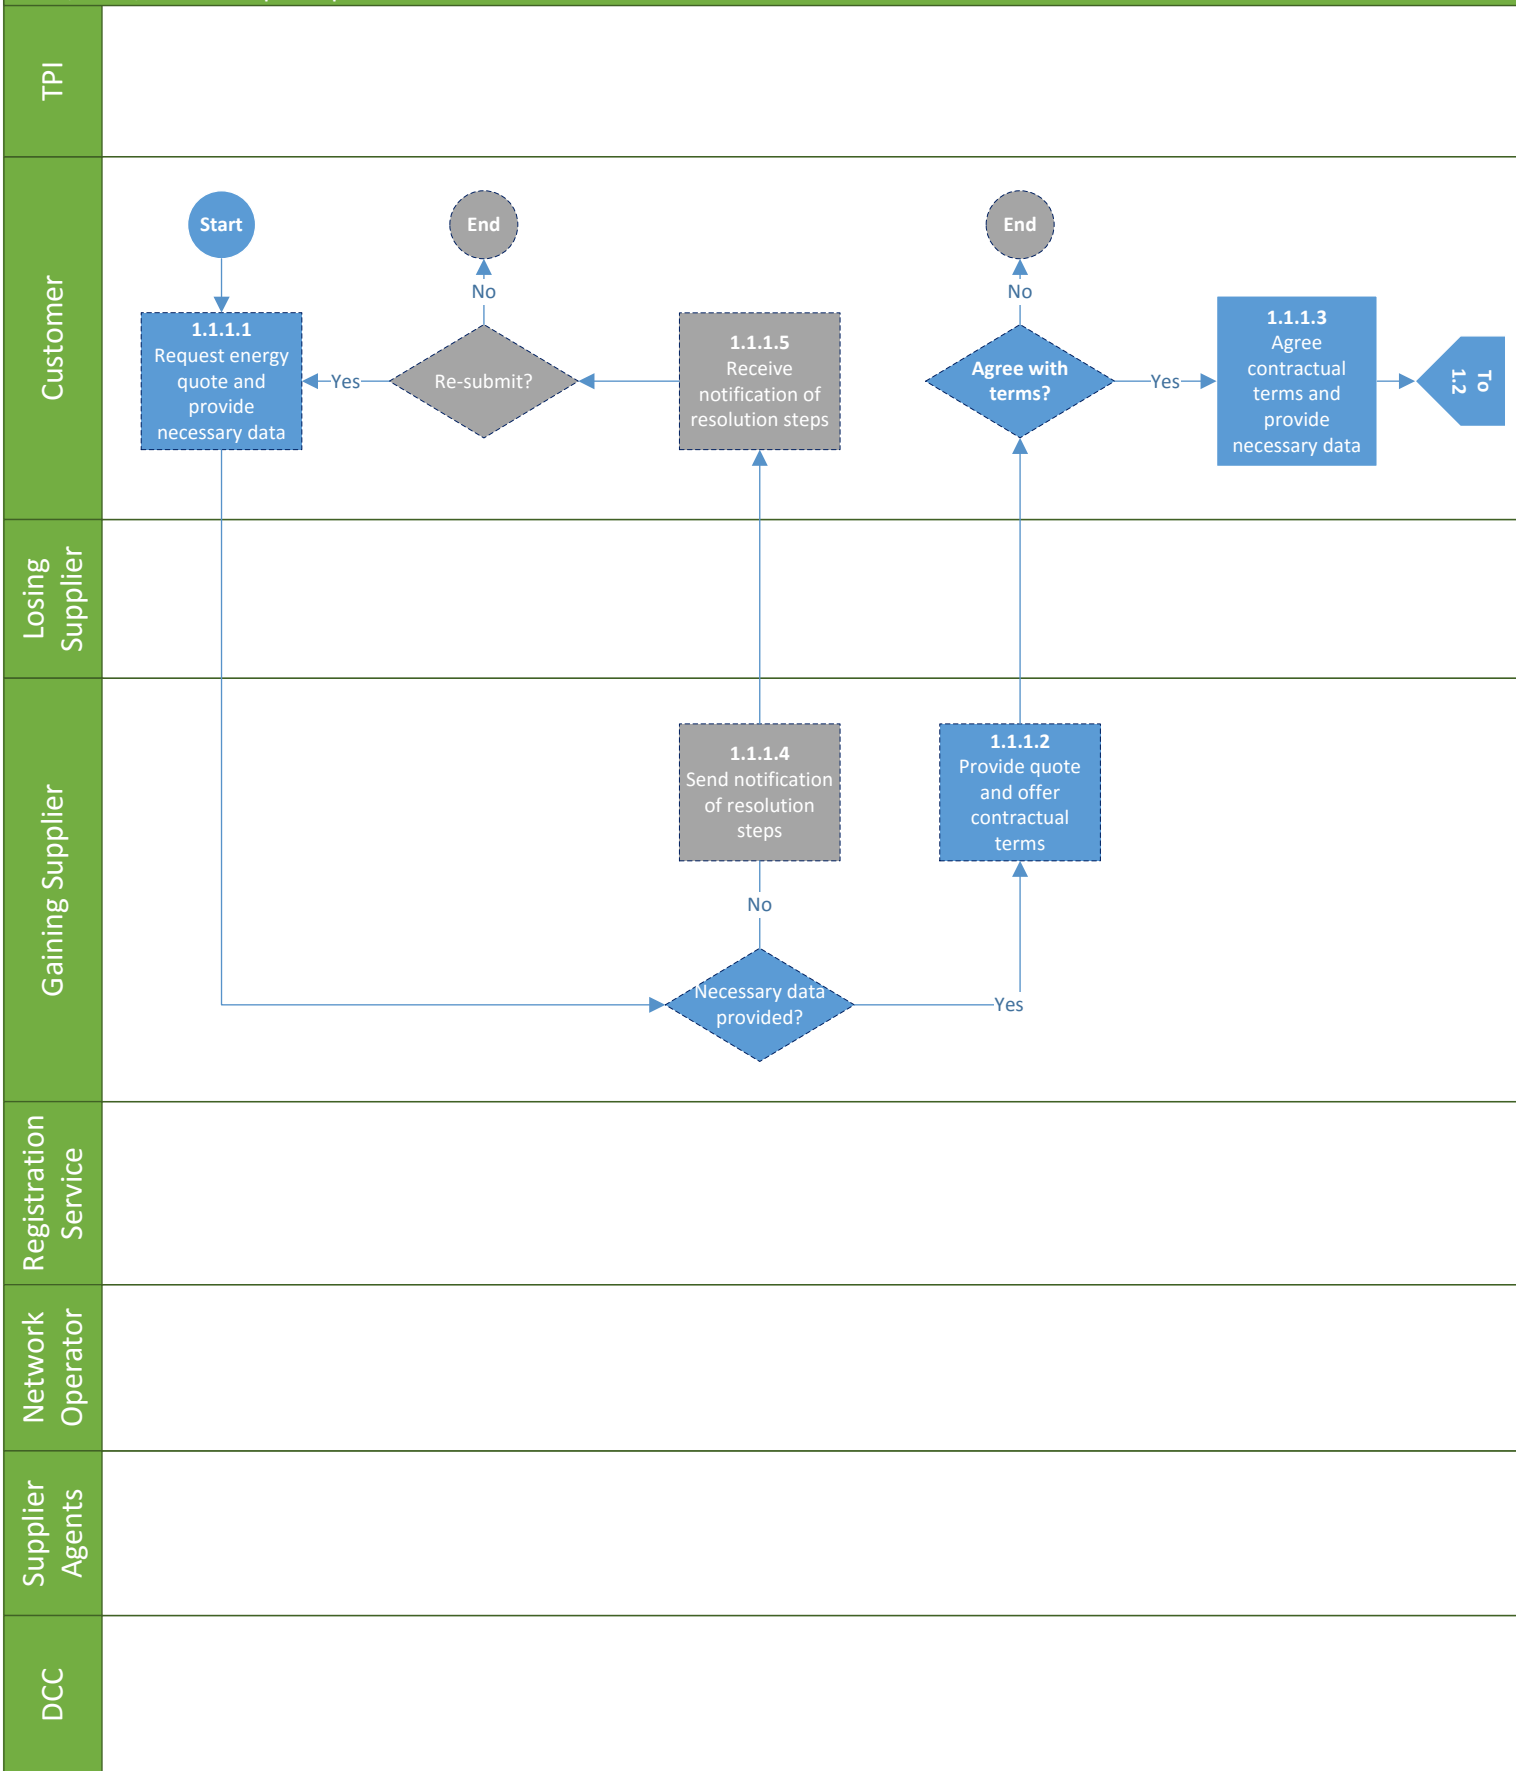 TPI
Customer
Start
End
End
No
No
1.1.1.1
Request energy
quote and
provide
necessary data
Yes
Re-submit?
1.1.1.5
Receive
notification of
resolution steps
Agree with
terms?
Yes
1.1.1.3
Agree
contractual
terms and
provide
necessary data
To
1.2
Losing
Supplier
Gaining Supplier
1.1.1.4
Send notification
of resolution
steps
1.1.1.2
Provide quote
and offer
contractual
terms
No
Necessary data
provided?
Yes
Registration
Service
Network
Operator
Supplier
Agents
DCC